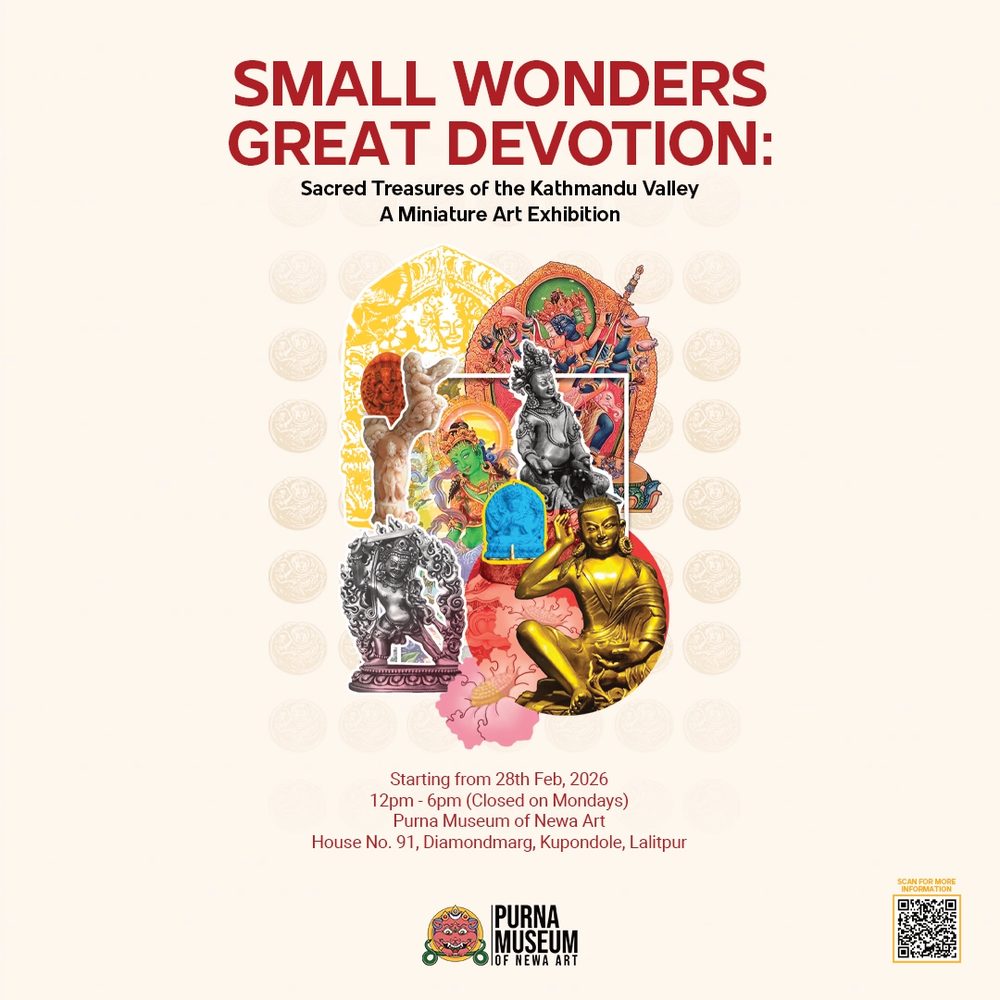 SMALL WONDERS
GREAT DEVOTION:
Sacred Treasures of the Kathmandu Valley
A Miniature Art Exhibition
Starting from 28th Feb, 2026
12pm - 6pm (Closed on Mondays)
Purna Museum of Newa Art
House No. 91, Diamondmarg, Kupondole, Lalitpur
SCAN FOR MORE
INFORMATION
PURNA
MUSEUM
OF NEWA ART